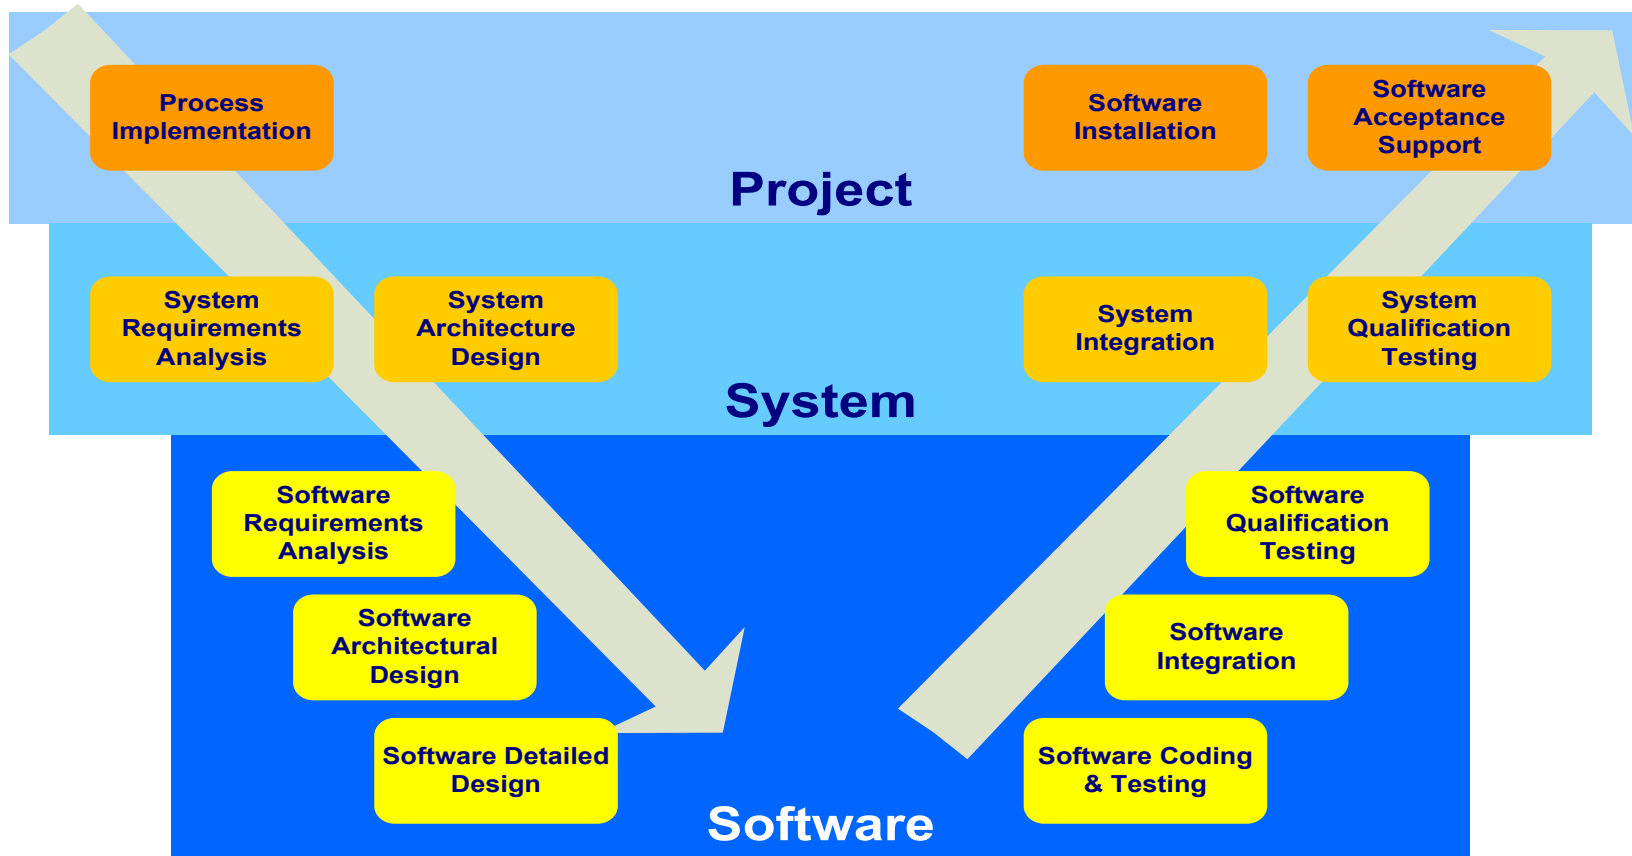 Process
Implementation
Software
Installation
Software
Acceptance
Support
Project
System
Requirements
Analysis
System
Architecture
Design
System
Integration
System
Qualification
Testing
System
Software
Requirements
Analysis
Software
Qualification
Testing
Software
Architectural
Design
Software
Integration
Software Detailed
Design
Software Coding
& Testing
Software